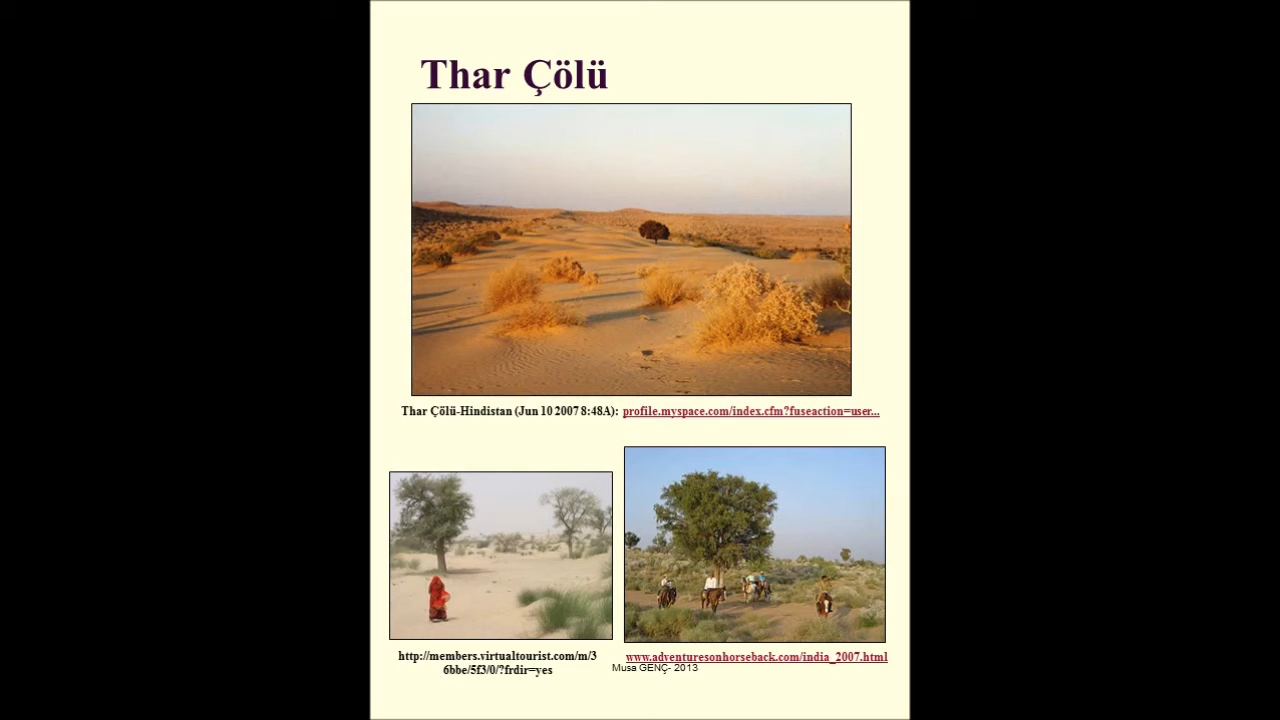 Thar Çölü
Thar Çölü-Hindistan (Jun 10 2007 8:48A): profile.myspace.com/index.cfm?fuseaction=user...
http://members.virtualtourist.com/m/3
6bbe/5f3/0/?frdir=yes
www.adventuresonhorseback.com/india_2007.html
Musa GENÇ- 2013